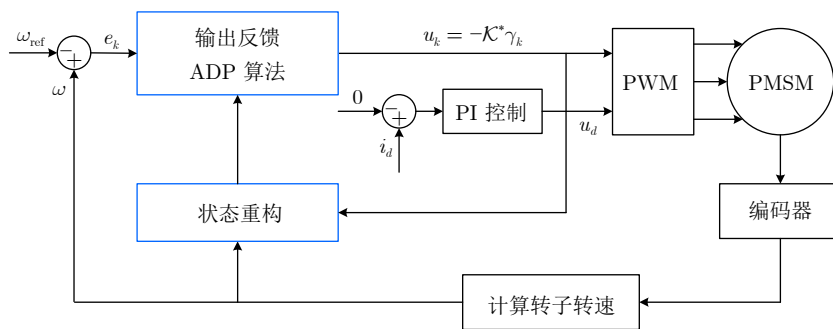 ω_ref
−
+
e_k
输出反馈
ADP 算法
u_k = −𝒦*γ_k
PWM
PMSM
ω
0
−
+
i_d
PI 控制
u_d
状态重构
编码器
计算转子转速